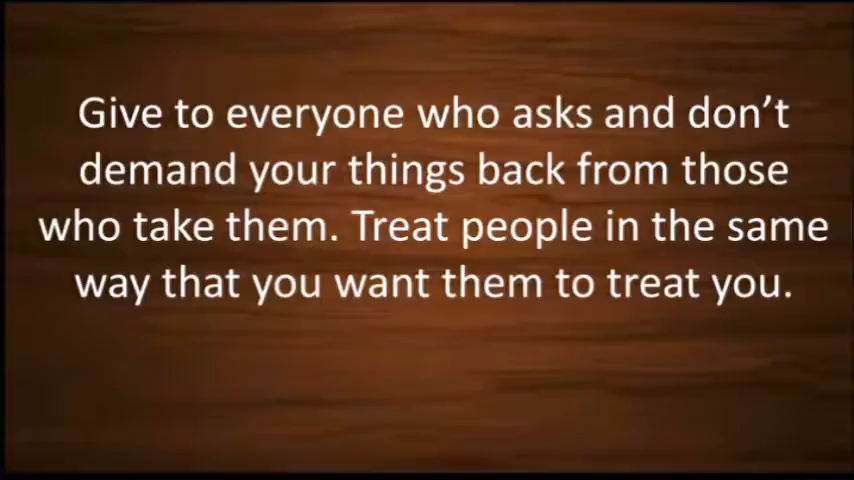 Give to everyone who asks and don’t
demand your things back from those
who take them. Treat people in the same
way that you want them to treat you.